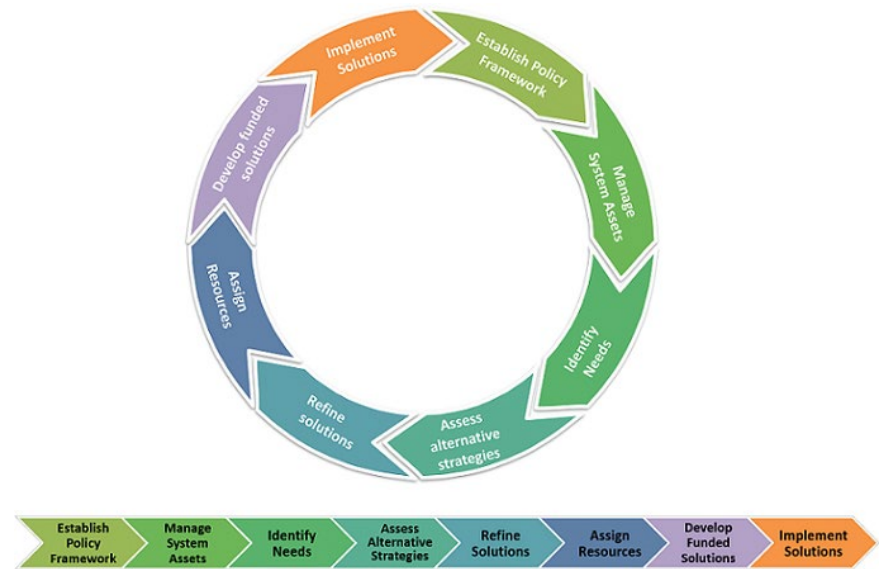 Establish Policy
Framework
Manage
System Assets
Identify
Needs
Assess
alternative
strategies
Refine
solutions
Assign
Resources
Develop funded
solutions
Implement
Solutions
Establish
Policy
Framework
Manage
System
Assets
Identify
Needs
Assess
Alternative
Strategies
Refine
Solutions
Assign
Resources
Develop
Funded
Solutions
Implement
Solutions